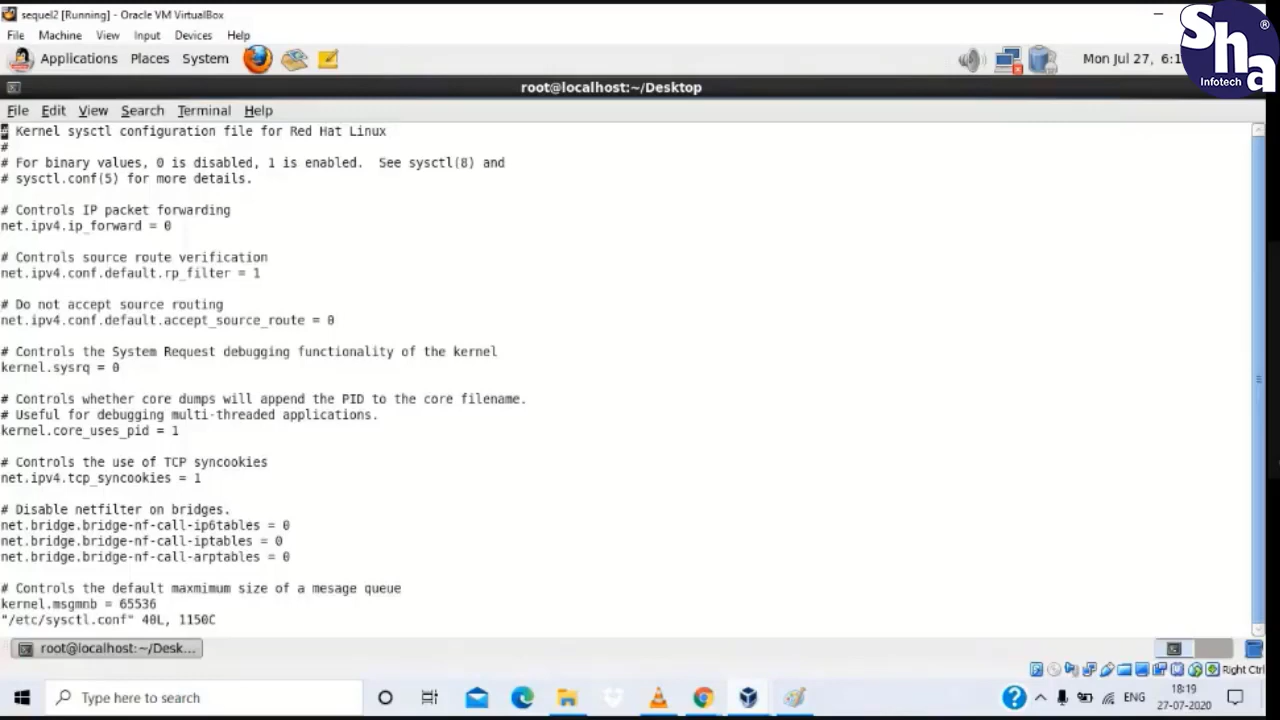 sequel2 [Running] - Oracle VM VirtualBox
File Machine View Input Devices Help
Applications Places System
Mon Jul 27, 6:1
Sha
®
Infotech
root@localhost:~/Desktop
File Edit View Search Terminal Help
# Kernel sysctl configuration file for Red Hat Linux
#
# For binary values, 0 is disabled, 1 is enabled.  See sysctl(8) and
# sysctl.conf(5) for more details.
# Controls IP packet forwarding
net.ipv4.ip_forward = 0
# Controls source route verification
net.ipv4.conf.default.rp_filter = 1
# Do not accept source routing
net.ipv4.conf.default.accept_source_route = 0
# Controls the System Request debugging functionality of the kernel
kernel.sysrq = 0
# Controls whether core dumps will append the PID to the core filename.
# Useful for debugging multi-threaded applications.
kernel.core_uses_pid = 1
# Controls the use of TCP syncookies
net.ipv4.tcp_syncookies = 1
# Disable netfilter on bridges.
net.bridge.bridge-nf-call-ip6tables = 0
net.bridge.bridge-nf-call-iptables = 0
net.bridge.bridge-nf-call-arptables = 0
# Controls the default maxmimum size of a mesage queue
kernel.msgmnb = 65536
"/etc/sysctl.conf" 40L, 1150C
root@localhost:~/Desk...
Right Ctrl
Type here to search
ENG
18:19
27-07-2020